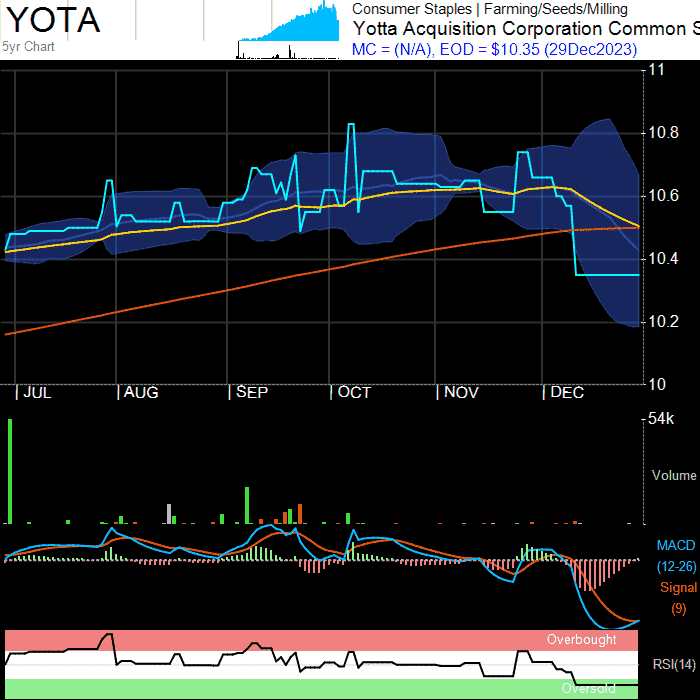 YOTA
5yr Chart
Consumer Staples | Farming/Seeds/Milling
Yotta Acquisition Corporation Common S
MC = (N/A), EOD = $10.35 (29Dec2023)
11
10.8
10.6
10.4
10.2
10
JUL
AUG
SEP
OCT
NOV
DEC
54k
Volume
MACD
(12-26)
Signal
(9)
Overbought
RSI(14)
Oversold